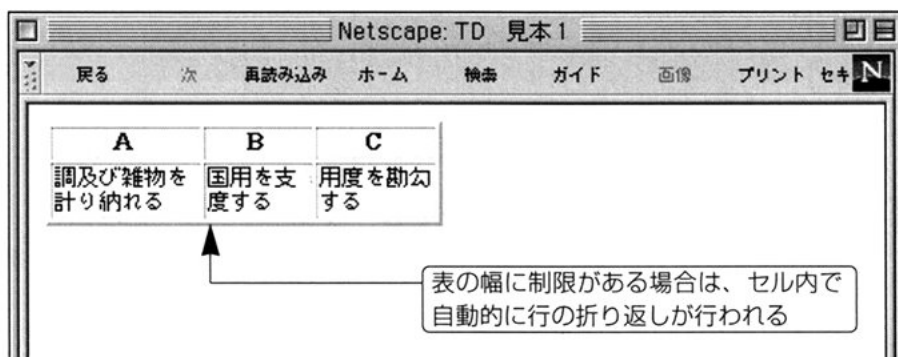 Netscape: TD 見本1
戻る 次 再読み込み ホーム 検索 ガイド 画像 プリント セキ N
A B C
調及び雑物を 国用を支 用度を勘勾
計り納れる 度する する
表の幅に制限がある場合は、セル内で
自動的に行の折り返しが行われる